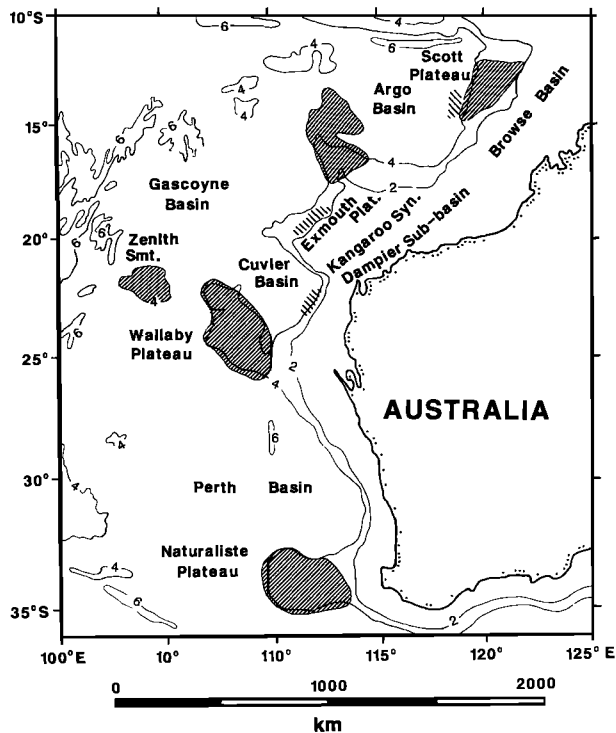 10°S
15°
20°
25°
30°
35°S
4
6
4
4
4
6
Scott
Plateau
Argo
Basin
Browse Basin
6
6
4
2
Gascoyne
Basin
Exmouth Plat.
Kangaroo Syn.
Dampier Sub-basin
6
Zenith
Smt.
4
Cuvier
Basin
6
Wallaby
Plateau
2
4
AUSTRALIA
4
6
4
Perth Basin
Naturaliste
Plateau
4
6
2
100°E
10°
110°
115°
120°
125°E
0
1000
2000
km